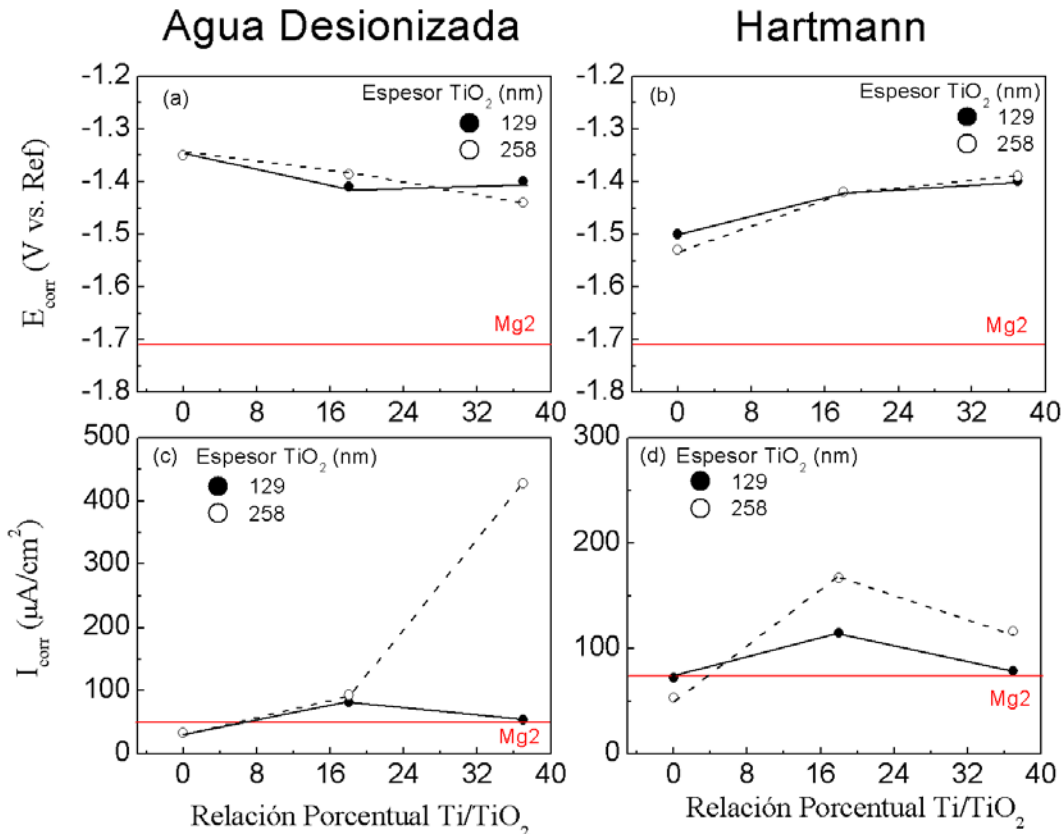 Agua Desionizada
Hartmann
(a)
Espesor TiO2 (nm)
129
258
-1.2
-1.3
-1.4
-1.5
-1.6
-1.7
-1.8
Ecorr (V vs. Ref)
Mg2
0 8 16 24 32 40
(b)
Espesor TiO2 (nm)
129
258
-1.2
-1.3
-1.4
-1.5
-1.6
-1.7
-1.8
Mg2
0 8 16 24 32 40
(c) Espesor TiO2 (nm)
129
258
500
400
300
200
100
0
Icorr (µA/cm2)
Mg2
0 8 16 24 32 40
Relación Porcentual Ti/TiO2
(d) Espesor TiO2 (nm)
129
258
300
200
100
0
Mg2
0 8 16 24 32 40
Relación Porcentual Ti/TiO2